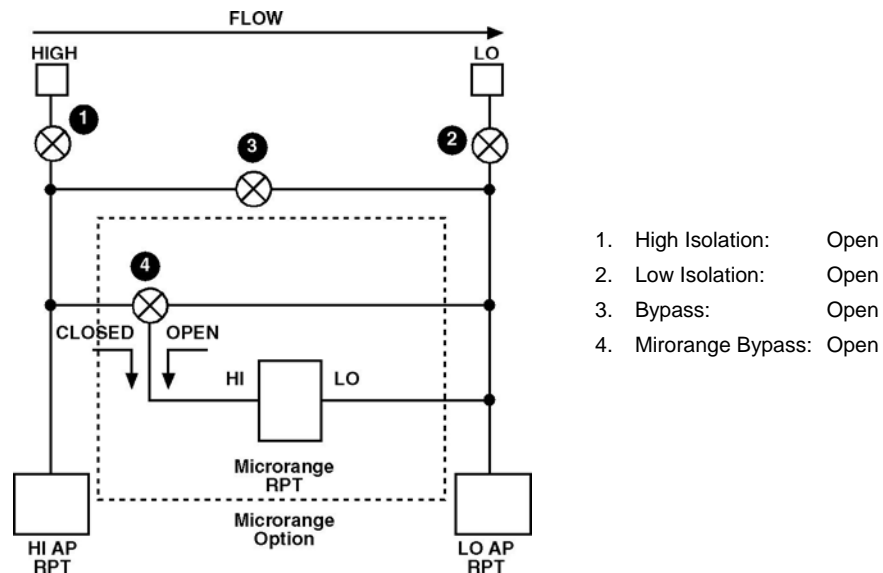 FLOW
HIGH
LO
1
2
3
4
CLOSED
OPEN
HI
LO
Microrange
RPT
Microrange
Option
HI AP
RPT
LO AP
RPT
1. High Isolation: Open
2. Low Isolation: Open
3. Bypass: Open
4. Mirorange Bypass: Open